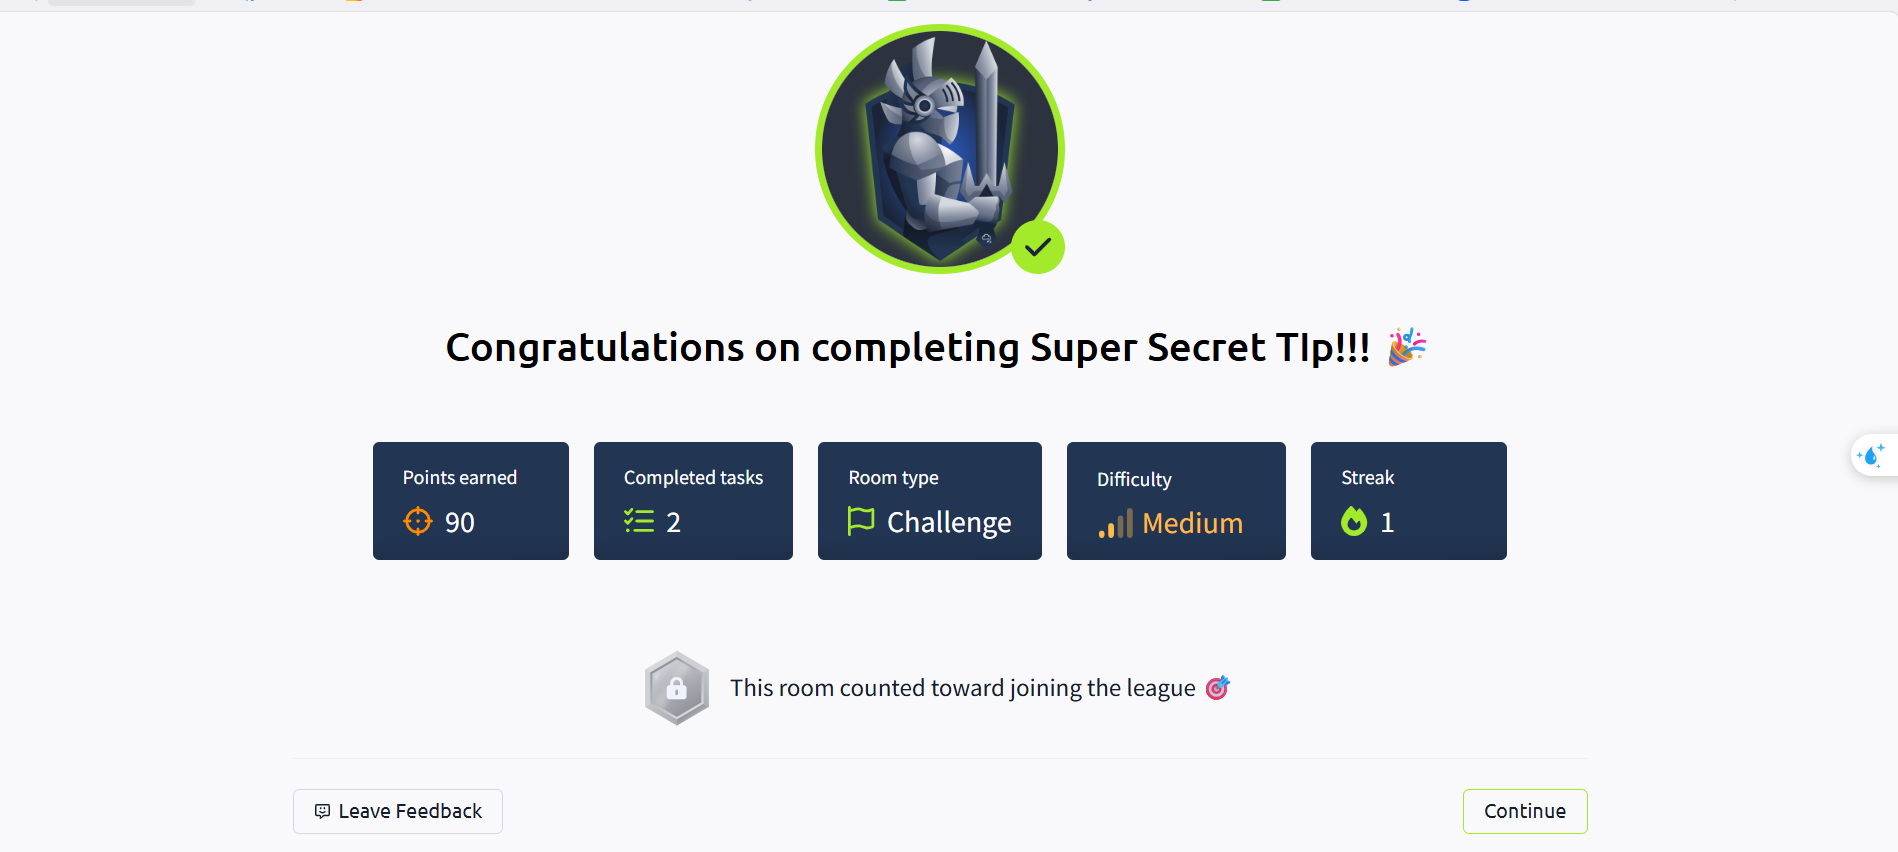 Congratulations on completing Super Secret TIp!!! 🎉
Points earned
90
Completed tasks
2
Room type
Challenge
Difficulty
Medium
Streak
1
This room counted toward joining the league 🎯
Leave Feedback
Continue